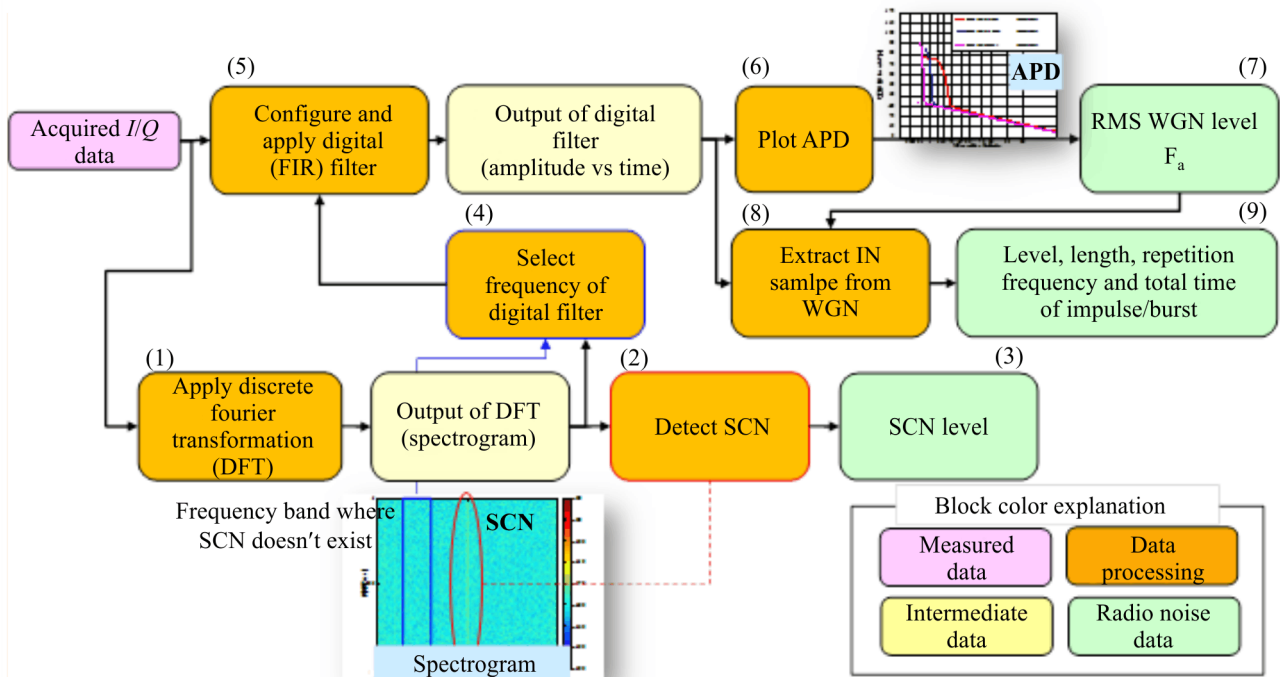 (5)
(6)
(7)
APD
Acquired I/Q
data
Configure and
apply digital
(FIR) filter
Output of digital
filter
(amplitude vs time)
Plot APD
RMS WGN level
Fa
(4)
(8)
(9)
Select
frequency of
digital filter
Extract IN
samlpe from
WGN
Level, length, repetition
frequency and total time
of impulse/burst
(1)
(2)
(3)
Apply discrete
fourier
transformation
(DFT)
Output of DFT
(spectrogram)
Detect SCN
SCN level
Frequency band where
SCN doesn't exist
SCN
Spectrogram
Block color explanation
Measured
data
Data
processing
Intermediate
data
Radio noise
data